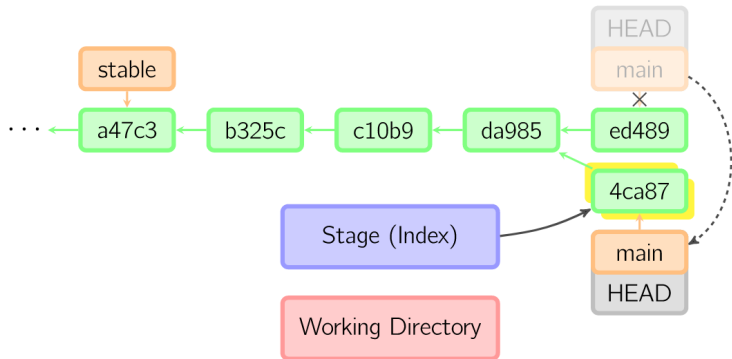 HEAD
stable
main
...
a47c3
b325c
c10b9
da985
ed489
4ca87
Stage (Index)
main
HEAD
Working Directory